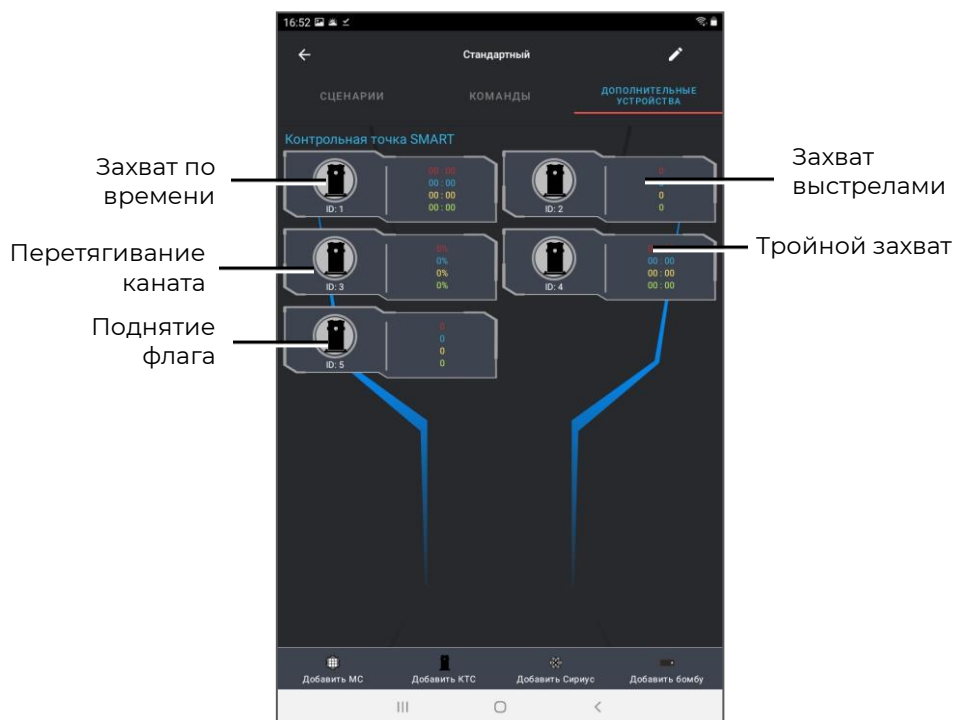 16:52
Стандартный
СЦЕНАРИИ
КОМАНДЫ
ДОПОЛНИТЕЛЬНЫЕ
УСТРОЙСТВА
Контрольная точка SMART
Захват по
времени
ID: 1
00 : 00
00 : 00
00 : 00
00 : 00
ID: 2
0
0
0
Захват
выстрелами
Перетягивание
каната
ID: 3
0%
0%
0%
0%
ID: 4
00 : 00
00 : 00
00 : 00
Тройной захват
Поднятие
флага
ID: 5
0
0
0
0
Добавить МС
Добавить КТС
Добавить Сириус
Добавить бомбу